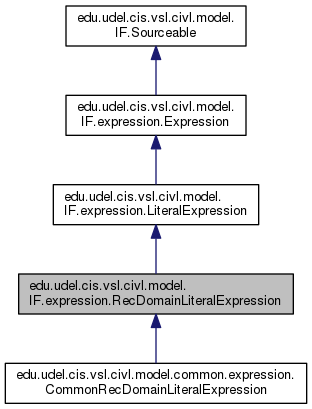 edu.udel.cis.vsl.civl.model.
IF.Sourceable
edu.udel.cis.vsl.civl.model.
IF.expression.Expression
edu.udel.cis.vsl.civl.model.
IF.expression.LiteralExpression
edu.udel.cis.vsl.civl.model.
IF.expression.RecDomainLiteralExpression
edu.udel.cis.vsl.civl.model.common.expression.
CommonRecDomainLiteralExpression